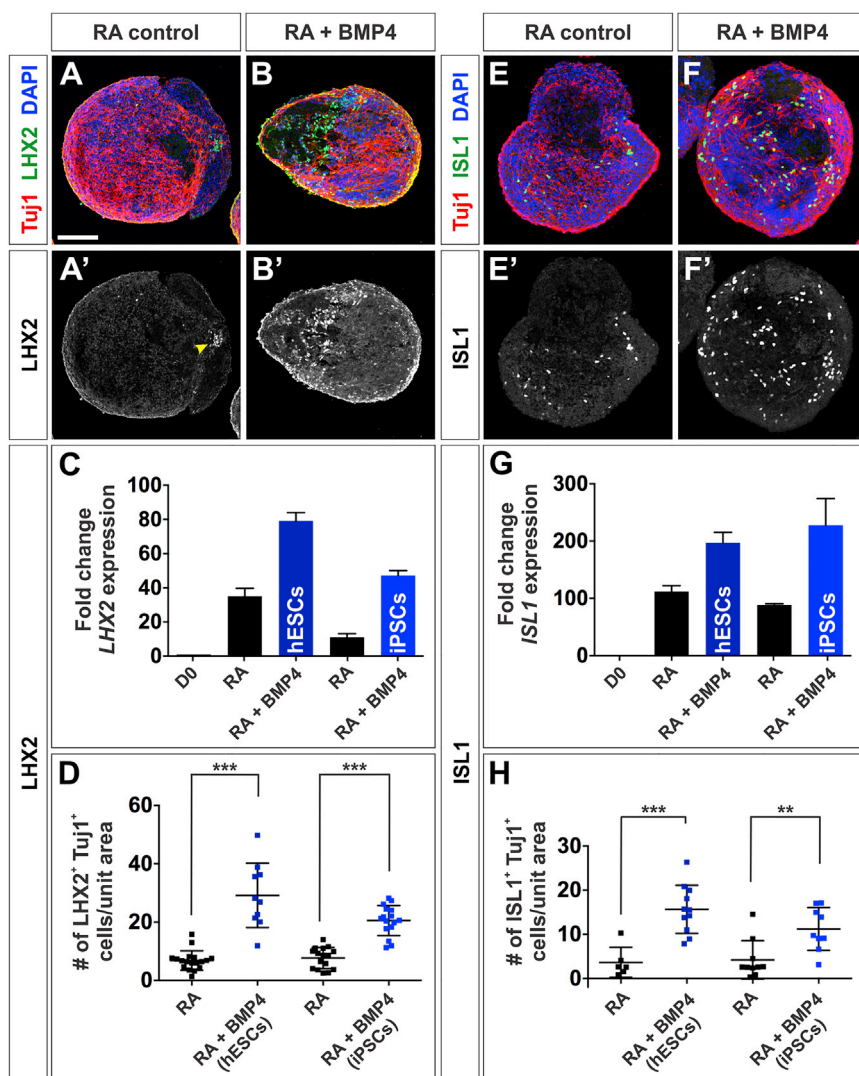 RA control
RA + BMP4
RA control
RA + BMP4
Tuj1 LHX2 DAPI
A
B
Tuj1 ISL1 DAPI
E
F
LHX2
A'
B'
ISL1
E'
F'
LHX2
C
Fold change
LHX2 expression
100
80
60
40
20
0
hESCs
iPSCs
D0
RA
RA + BMP4
RA
RA + BMP4
D
# of LHX2+ Tuj1+
cells/unit area
60
40
20
0
***
***
RA
RA + BMP4
(hESCs)
RA
RA + BMP4
(iPSCs)
ISL1
G
Fold change
ISL1 expression
300
200
100
0
hESCs
iPSCs
D0
RA
RA + BMP4
RA
RA + BMP4
H
# of ISL1+ Tuj1+
cells/unit area
30
20
10
0
***
**
RA
RA + BMP4
(hESCs)
RA
RA + BMP4
(iPSCs)